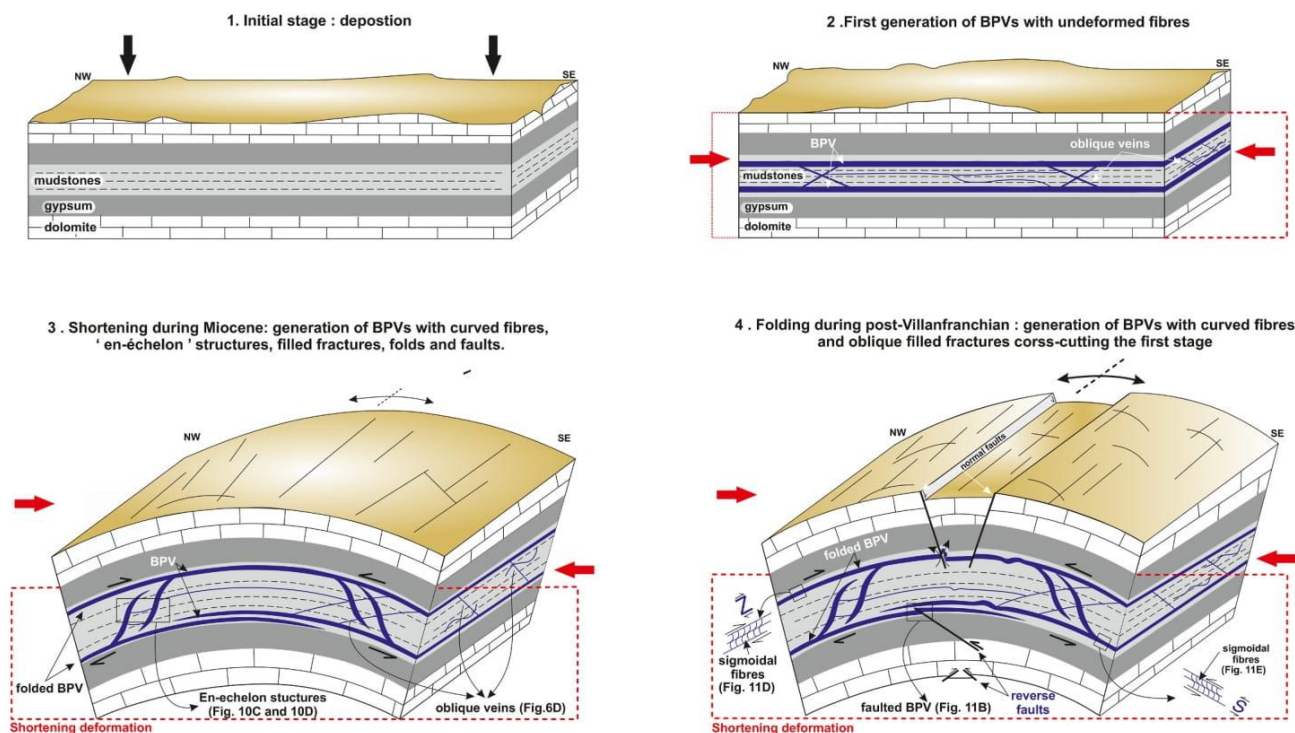 1. Initial stage : depostion
NW
SE
mudstones
gypsum
dolomite
2 .First generation of BPVs with undeformed fibres
NW
SE
BPV
oblique veins
mudstones
gypsum
dolomite
3 . Shortening during Miocene: generation of BPVs with curved fibres,
‘ en-échelon ’ structures, filled fractures, folds and faults.
NW
SE
BPV
folded BPV
En-echelon stuctures
(Fig. 10C and 10D)
oblique veins (Fig.6D)
Shortening deformation
4 . Folding during post-Villanfranchian : generation of BPVs with curved fibres
and oblique filled fractures corss-cutting the first stage
NW
SE
normal faults
folded BPV
Z
sigmoidal
fibres
(Fig. 11D)
sigmoidal
fibres
(Fig. 11E)
S
faulted BPV (Fig. 11B)
reverse
faults
Shortening deformation